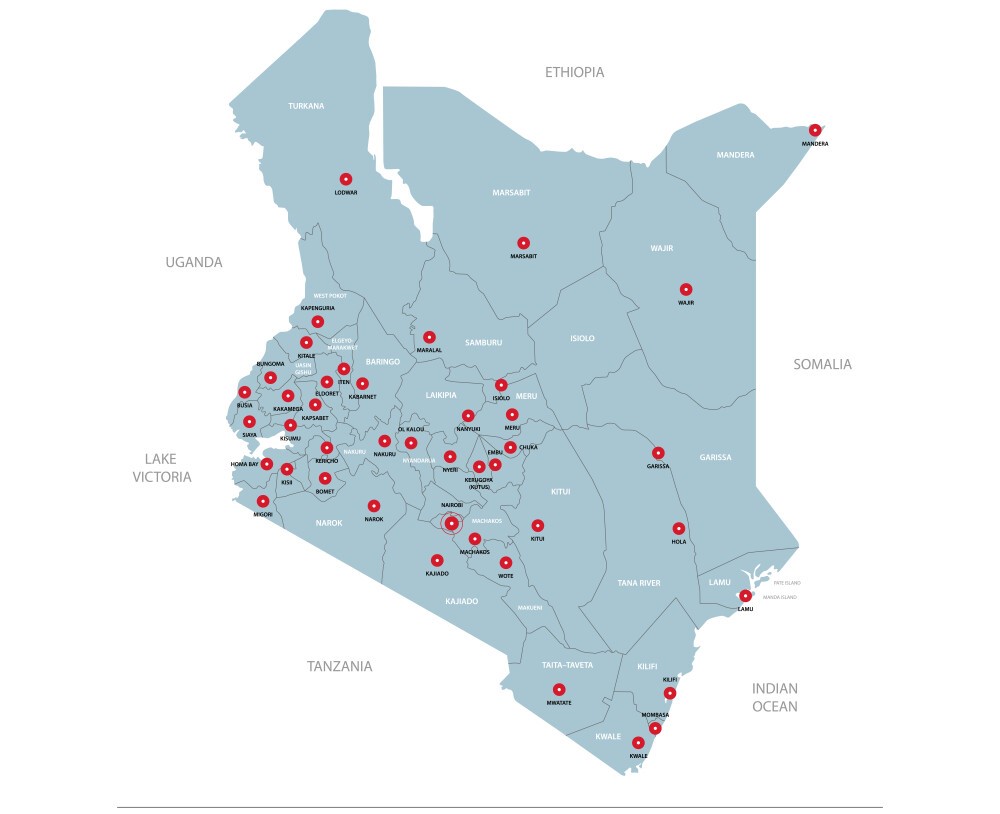 ETHIOPIA
TURKANA
MANDERA
MANDERA
LODWAR
MARSABIT
MARSABIT
UGANDA
WAJIR
WAJIR
WEST POKOT
KAPENGURIA
KITALE
ELGEYO-
MARAKWET
MARALAL
SAMBURU
ISIOLO
SOMALIA
BUNGOMA
UASIN
GISHU
BARINGO
ITEN
ELDORET
KABARNET
BUSIA
KAKAMEGA
KAPSABET
LAIKIPIA
ISIOLO
MERU
SIAYA
KISUMU
OL KALOU
NANYUKI
MERU
LAKE
VICTORIA
HOMA BAY
KISII
KERICHO
NAKURU
NAKURU
NYANDARUA
NYERI
EMBU
CHUKA
KERUGOYA
(KUTUS)
GARISSA
GARISSA
BOMET
MIGORI
NAROK
NAROK
NAIROBI
MACHAKOS
MACHAKOS
KITUI
KITUI
HOLA
KAJIADO
WOTE
KAJIADO
TANA RIVER
LAMU
PATE ISLAND
MANDA ISLAND
LAMU
TANZANIA
TAITA–TAVETA
MWATATE
KILIFI
KILIFI
INDIAN
OCEAN
MOMBASA
KWALE
KWALE